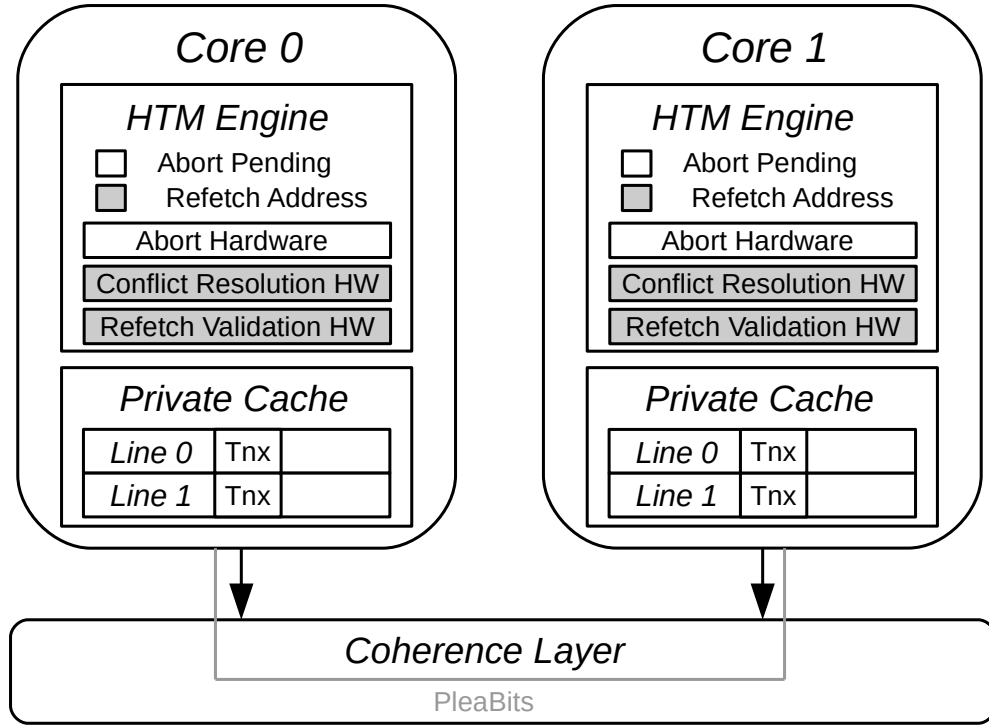 Core 0
HTM Engine
Abort Pending
Refetch Address
Abort Hardware
Conflict Resolution HW
Refetch Validation HW
Private Cache
Line 0 Tnx
Line 1 Tnx
Core 1
HTM Engine
Abort Pending
Refetch Address
Abort Hardware
Conflict Resolution HW
Refetch Validation HW
Private Cache
Line 0 Tnx
Line 1 Tnx
Coherence Layer
PleaBits